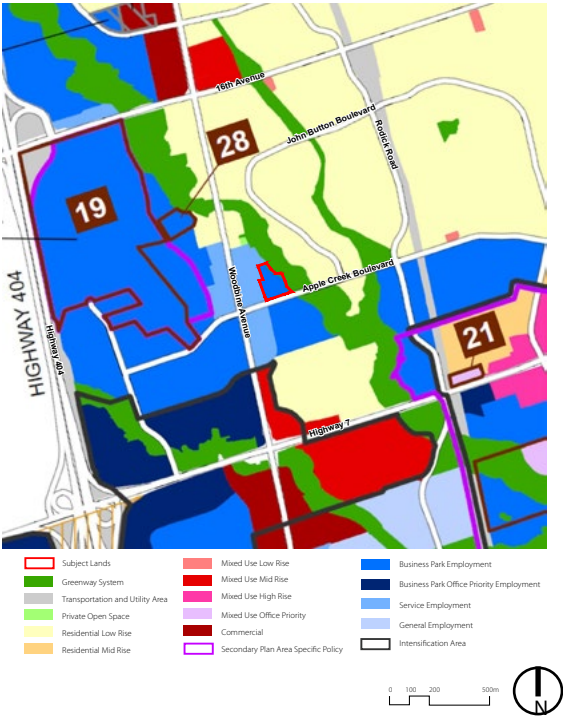 16th Avenue
28
John Button Boulevard
Rodick Road
19
Woodbine Avenue
Apple Creek Boulevard
HIGHWAY 404
Highway 404
21
Highway 7
Subject Lands
Greenway System
Transportation and Utility Area
Private Open Space
Residential Low Rise
Residential Mid Rise
Mixed Use Low Rise
Mixed Use Mid Rise
Mixed Use High Rise
Mixed Use Office Priority
Commercial
Secondary Plan Area Specific Policy
Business Park Employment
Business Park Office Priority Employment
Service Employment
General Employment
Intensification Area
0 100 200 500m
N